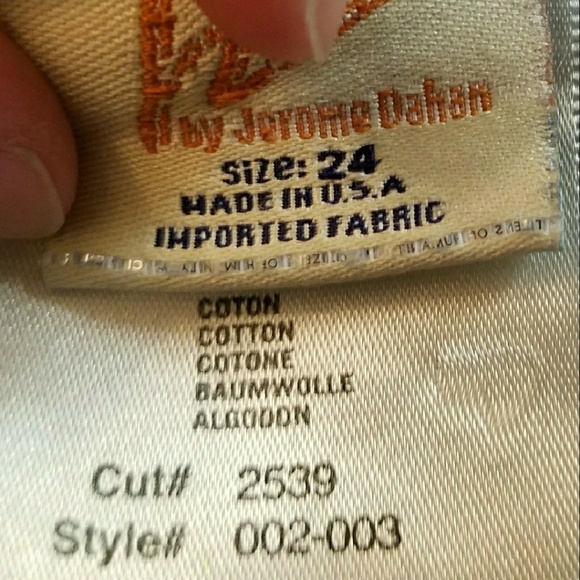 by Jerome Dahan
Size: 24
MADE IN U.S.A
IMPORTED FABRIC
COTON
COTTON
COTONE
BAUMWOLLE
ALGODON
Cut# 2539
Style# 002-003